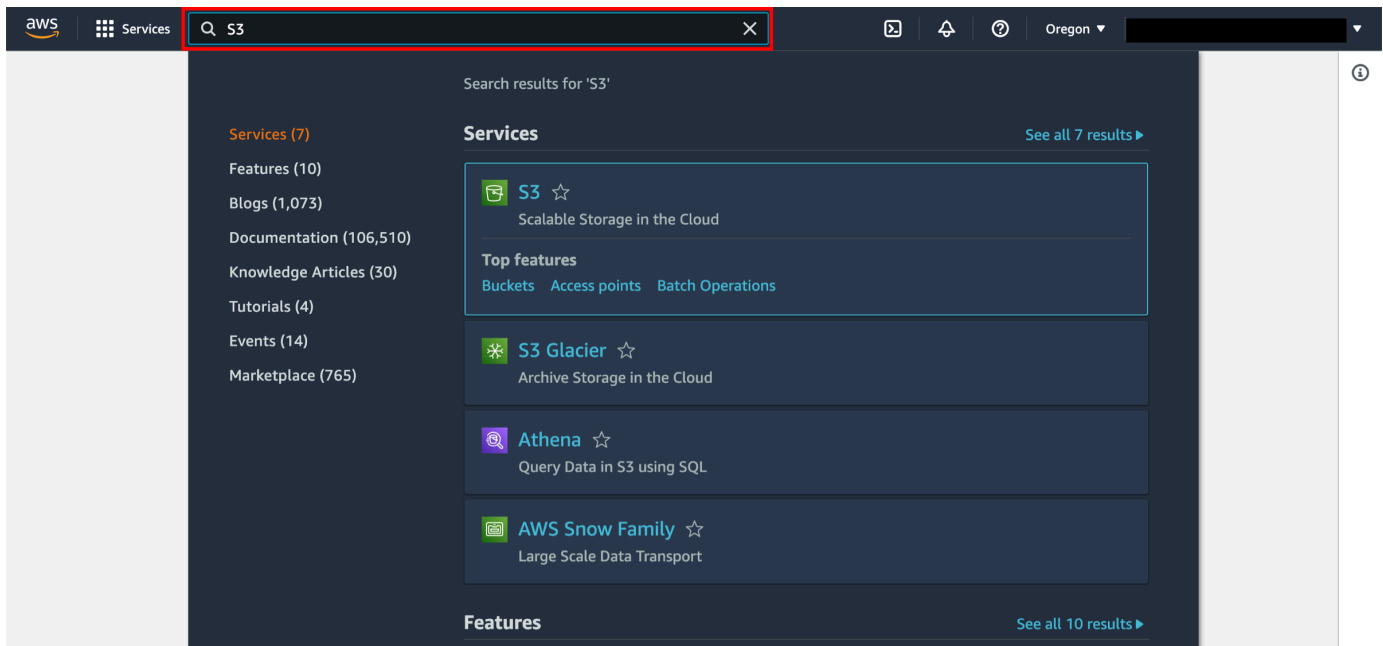 aws Services S3 Oregon
Search results for 'S3'
Services (7)
Features (10)
Blogs (1,073)
Documentation (106,510)
Knowledge Articles (30)
Tutorials (4)
Events (14)
Marketplace (765)
Services See all 7 results
S3
Scalable Storage in the Cloud
Top features
Buckets Access points Batch Operations
S3 Glacier
Archive Storage in the Cloud
Athena
Query Data in S3 using SQL
AWS Snow Family
Large Scale Data Transport
Features See all 10 results